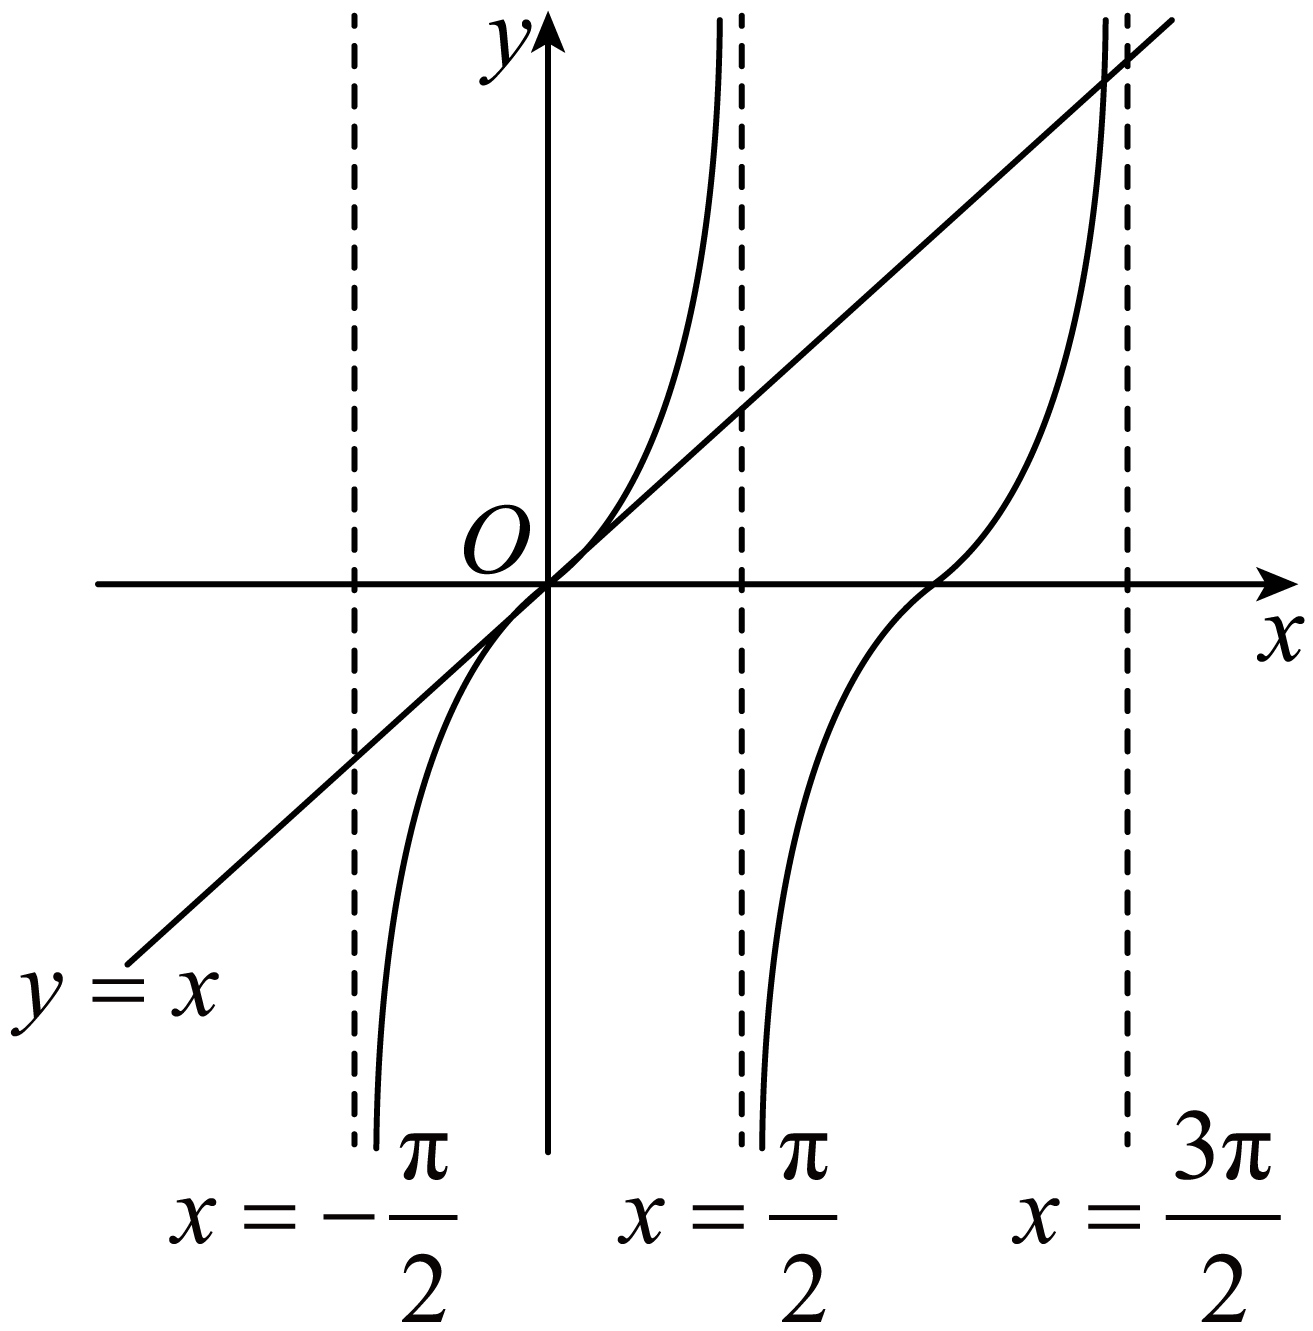 y
O
x
y = x
x = -π/2
x = π/2
x = 3π/2